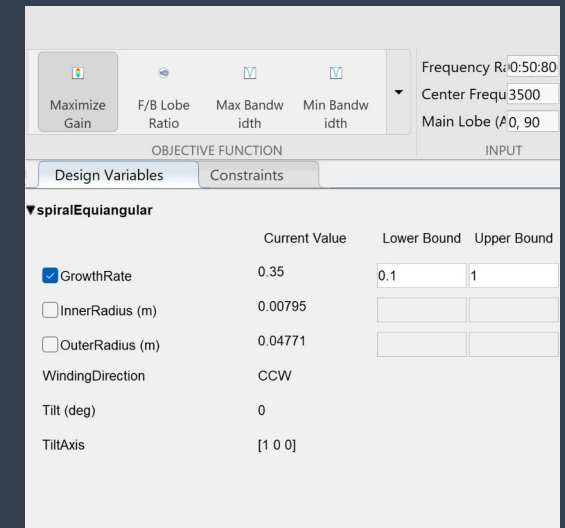 Frequency Ra 0:50:80
Center Frequ 3500
Main Lobe (A 0, 90
Maximize Gain
F/B Lobe Ratio
Max Bandw idth
Min Bandw idth
OBJECTIVE FUNCTION
INPUT
Design Variables Constraints
spiralEquiangular
Current Value Lower Bound Upper Bound
GrowthRate 0.35 0.1 1
InnerRadius (m) 0.00795
OuterRadius (m) 0.04771
WindingDirection CCW
Tilt (deg) 0
TiltAxis [1 0 0]